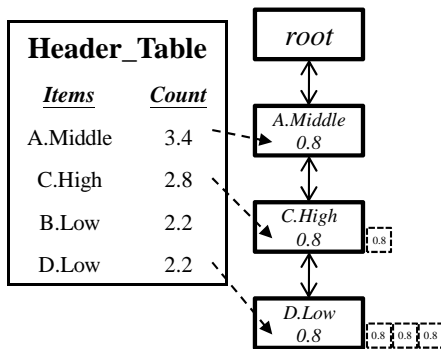 Header_Table
Items Count
A.Middle 3.4
C.High 2.8
B.Low 2.2
D.Low 2.2
root
A.Middle
0.8
C.High
0.8
0.8
D.Low
0.8
0.8 0.8 0.8